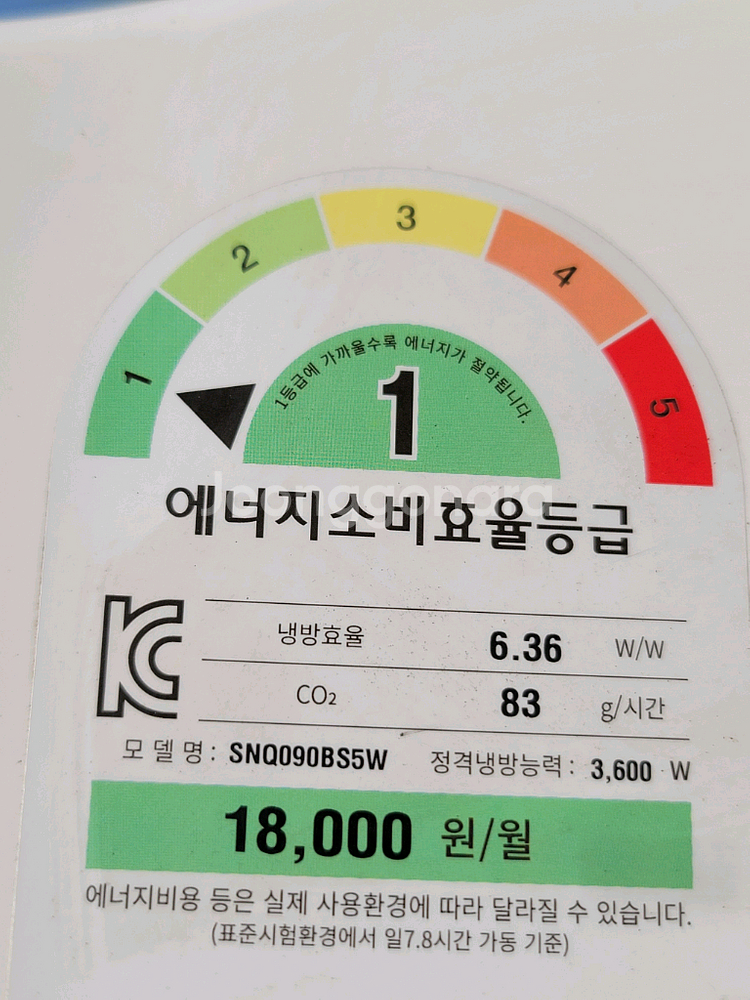 1
2
3
4
5
1등급에 가까울수록 에너지가 절약됩니다.
1
Joonggonara
에너지소비효율등급
냉방효율 6.36 W/W
CO₂ 83 g/시간
모 델 명 : SNQ090BS5W 정격냉방능력 : 3,600 W
18,000 원/월
에너지비용 등은 실제 사용환경에 따라 달라질 수 있습니다.
(표준시험환경에서 일7.8시간 가동 기준)